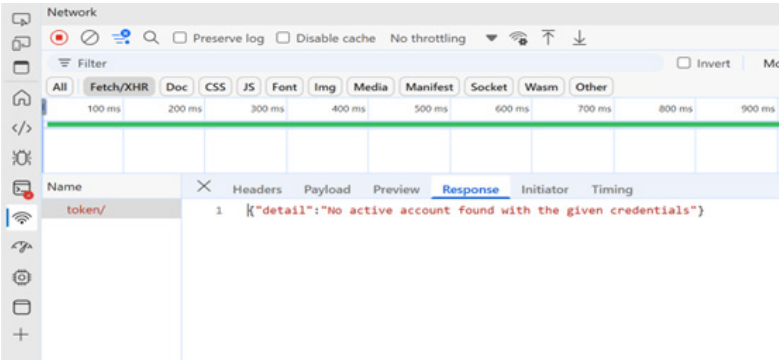 Network
Preserve log Disable cache No throttling
Filter Invert Mo
All Fetch/XHR Doc CSS JS Font Img Media Manifest Socket Wasm Other
100 ms 200 ms 300 ms 400 ms 500 ms 600 ms 700 ms 800 ms 900 ms
Name Headers Payload Preview Response Initiator Timing
token/ 1 {"detail":"No active account found with the given credentials"}